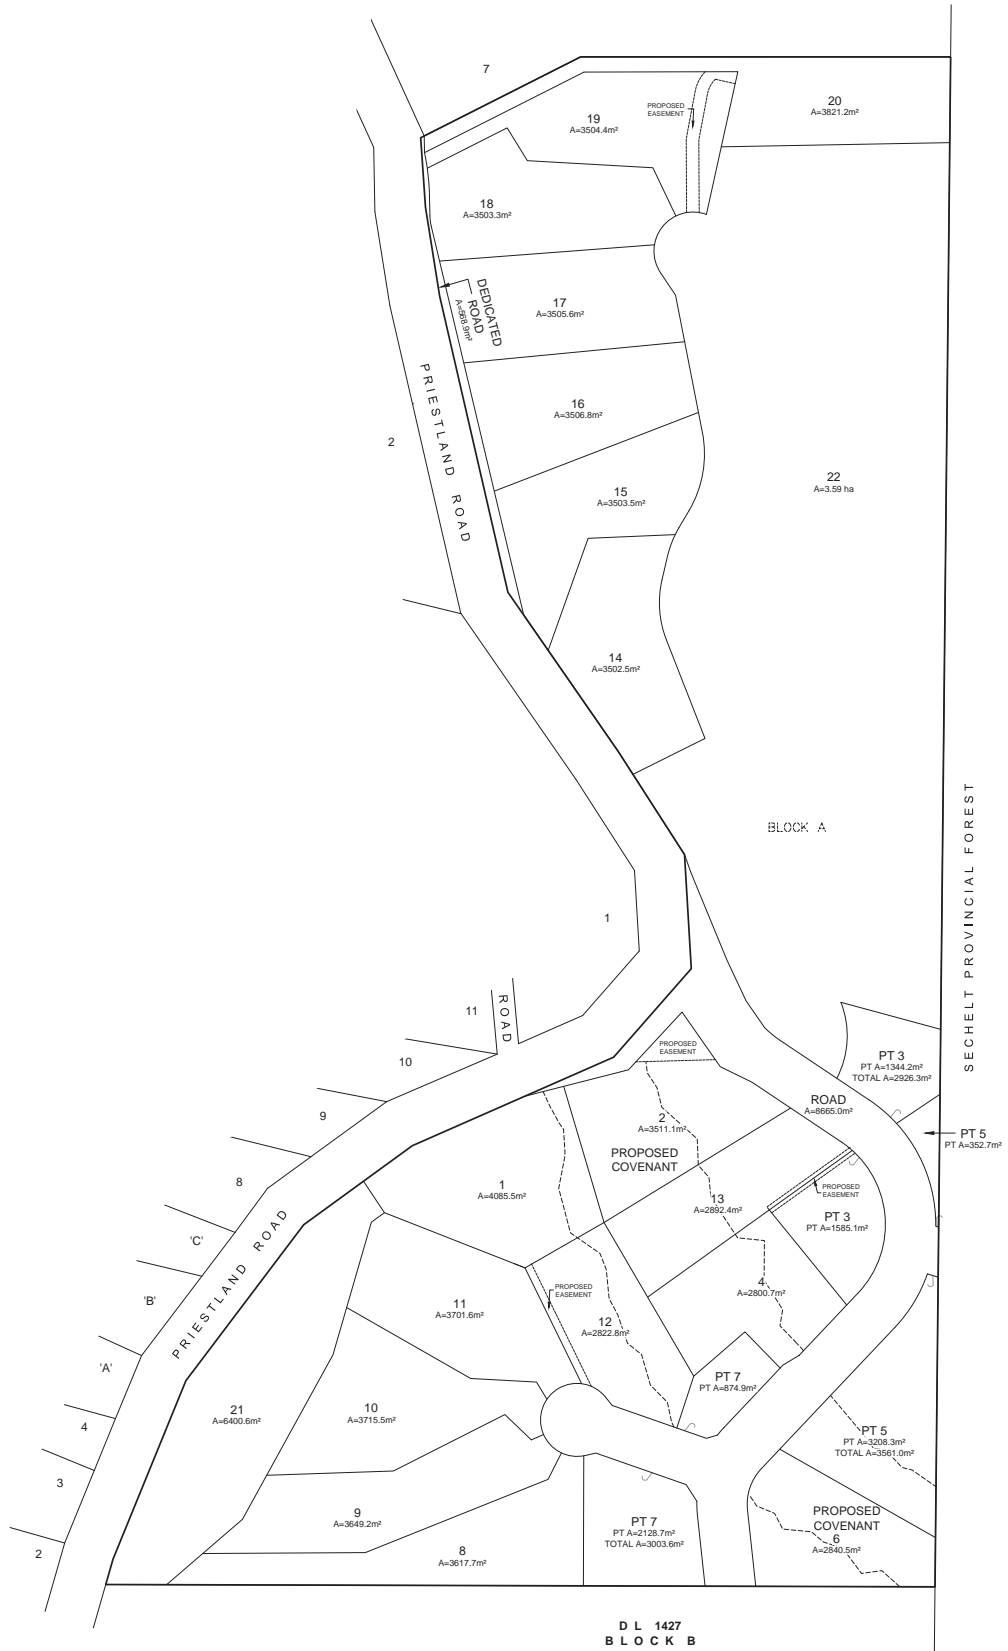 7
20
A=3821.2m²
PROPOSED
EASEMENT
19
A=3504.4m²
18
A=3503.3m²
DEDICATED
ROAD
A=568.9m²
17
A=3505.6m²
PRIESTLAND ROAD
16
A=3506.8m²
2
22
A=3.59 ha
15
A=3503.5m²
14
A=3502.5m²
BLOCK A
SECHELT PROVINCIAL FOREST
1
11
ROAD
10
PROPOSED
EASEMENT
PT 3
PT A=1344.2m²
TOTAL A=2926.3m²
ROAD
A=8665.0m²
9
2
A=3511.1m²
PT 5
PT A=352.7m²
PROPOSED
COVENANT
8
1
A=4085.5m²
13
A=2892.4m²
PROPOSED
EASEMENT
PT 3
PT A=1585.1m²
'C'
PRIESTLAND ROAD
'B'
4
A=2800.7m²
PROPOSED
EASEMENT
11
A=3701.6m²
12
A=2822.8m²
'A'
PT 7
PT A=874.9m²
21
A=6400.6m²
10
A=3715.5m²
4
PT 5
PT A=3208.3m²
TOTAL A=3561.0m²
3
9
A=3649.2m²
PT 7
PT A=2128.7m²
TOTAL A=3003.6m²
PROPOSED
COVENANT
6
A=2840.5m²
2
8
A=3617.7m²
DL 1427
BLOCK B